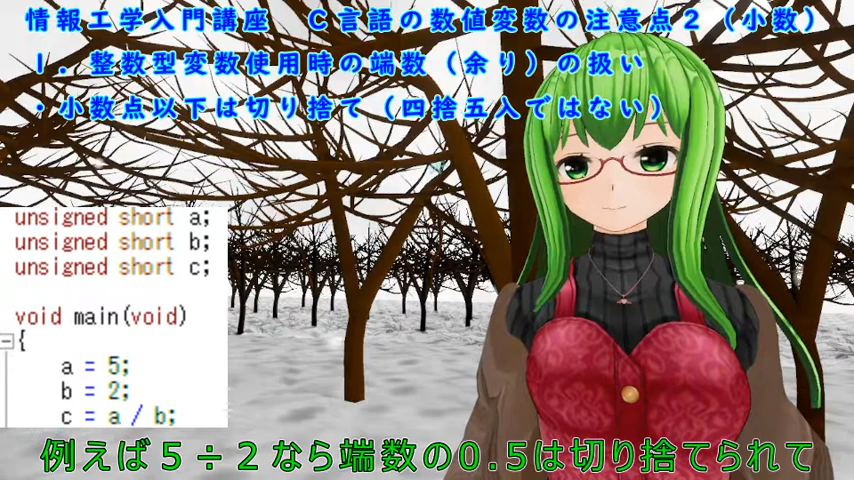 情報工学入門講座　C言語の数値変数の注意点２（小数）
１．整数型変数使用時の端数（余り）の扱い
・小数点以下は切り捨て（四捨五入ではない）
unsigned short a;
unsigned short b;
unsigned short c;
void main(void)
{
a = 5;
b = 2;
c = a / b;
例えば５÷２なら端数の0.5は切り捨てられて